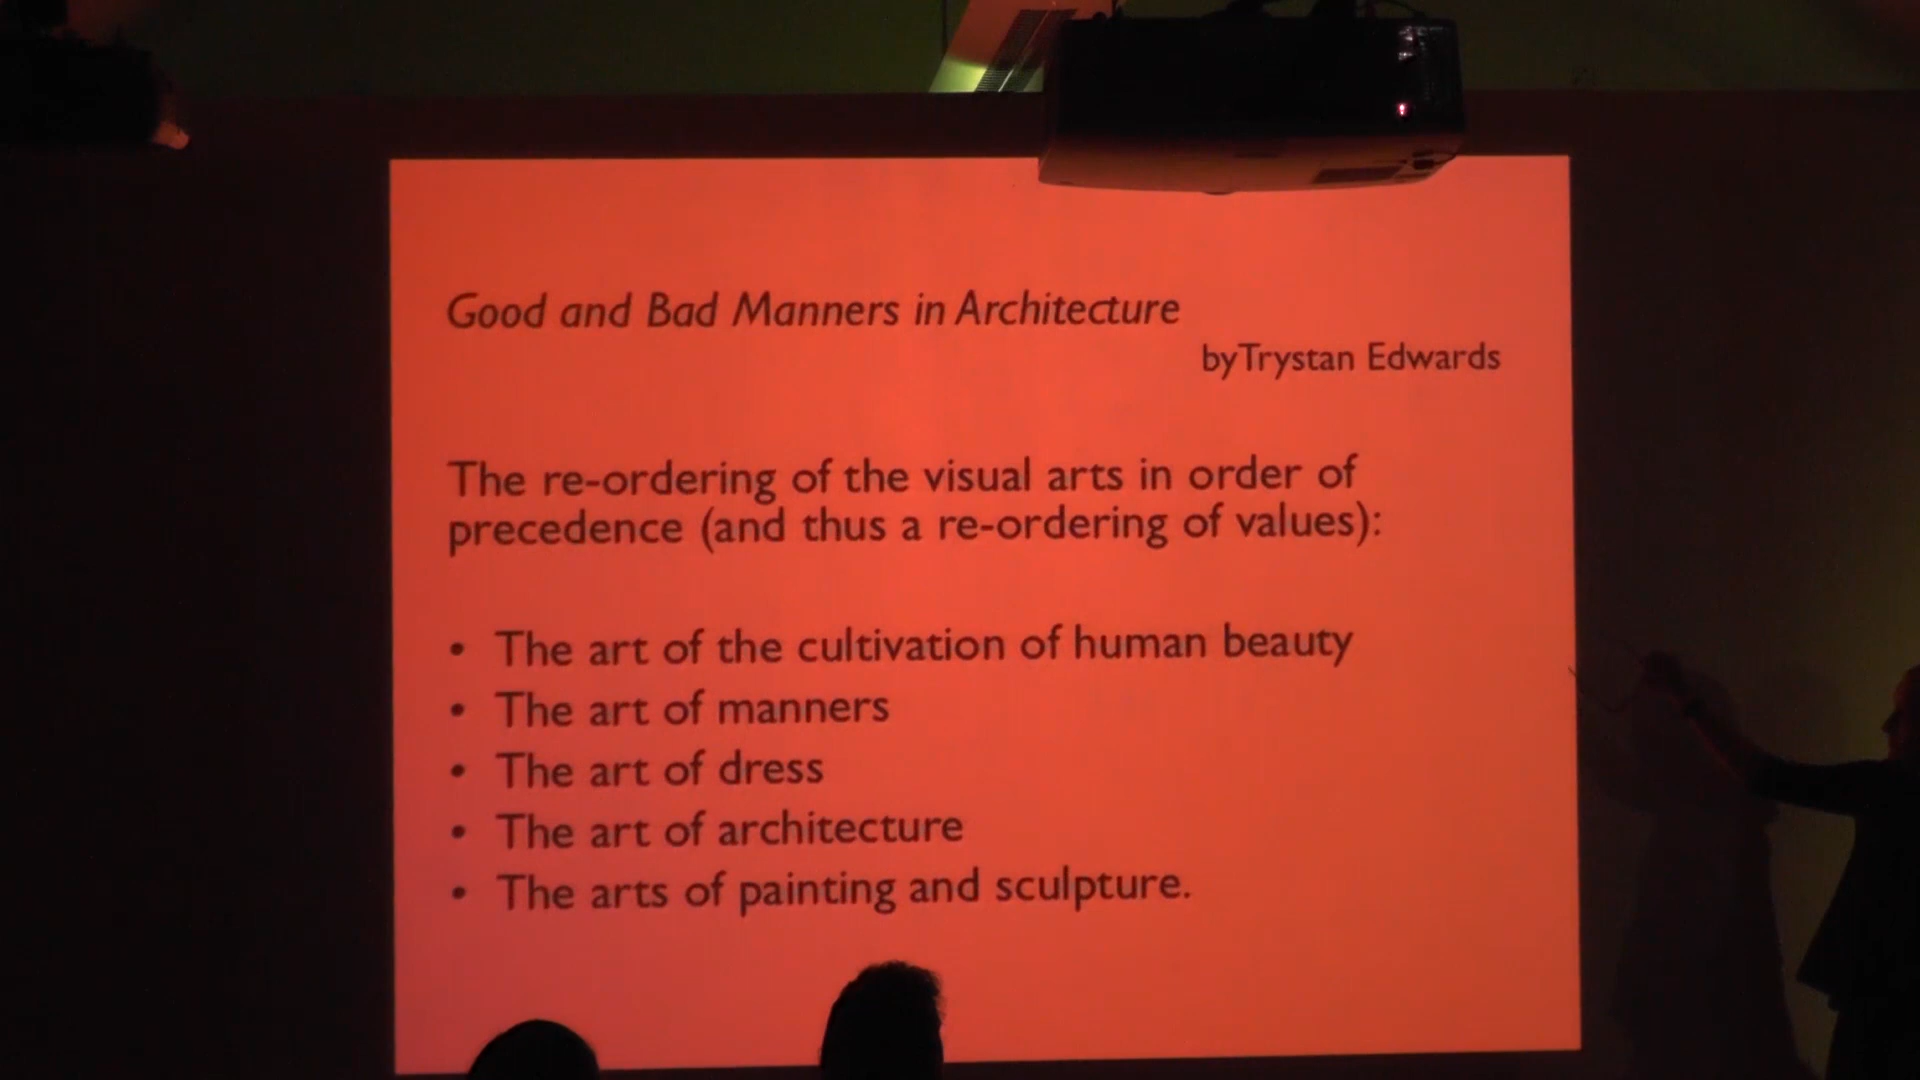 Good and Bad Manners in Architecture
by Trystan Edwards
The re-ordering of the visual arts in order of
precedence (and thus a re-ordering of values):
• The art of the cultivation of human beauty
• The art of manners
• The art of dress
• The art of architecture
• The arts of painting and sculpture.